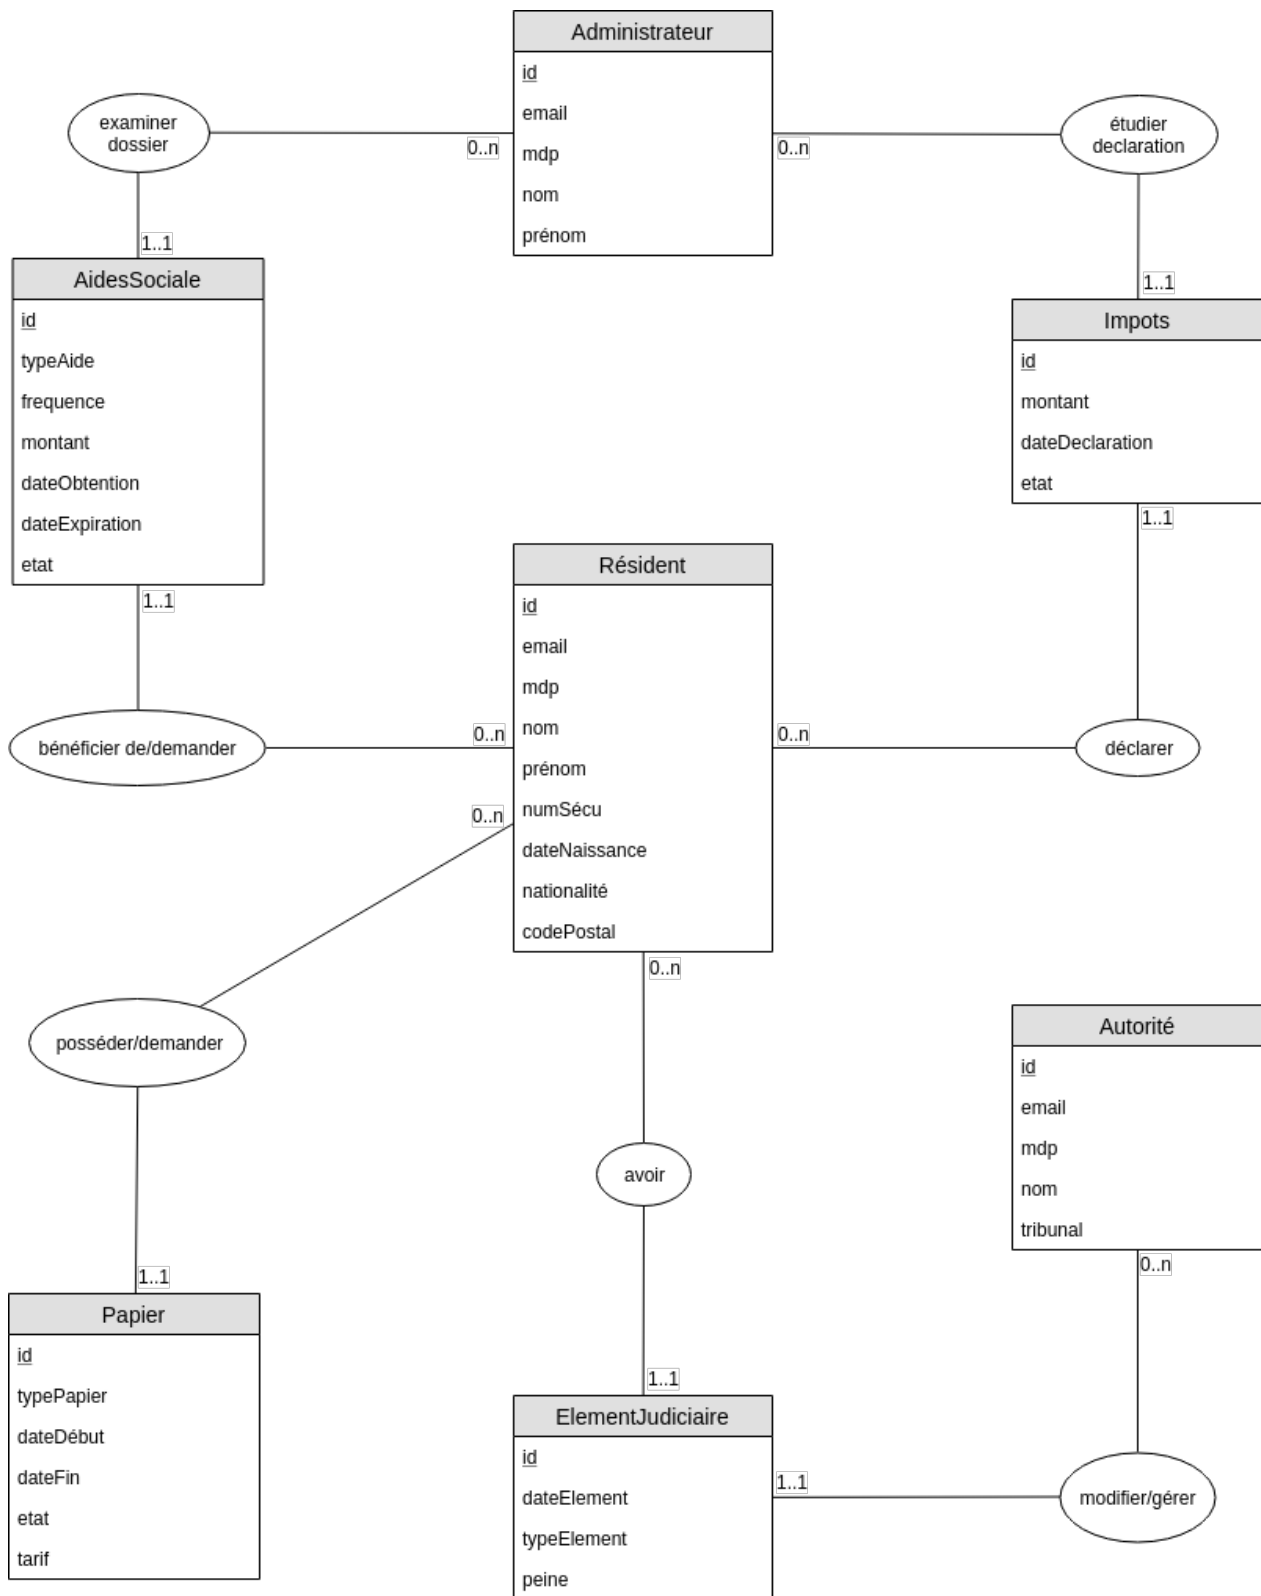 Administrateur
id
email
mdp
nom
prénom
examiner
dossier
0..n
0..n
étudier
declaration
1..1
AidesSociale
id
typeAide
frequence
montant
dateObtention
dateExpiration
etat
1..1
1..1
Impots
id
montant
dateDeclaration
etat
1..1
Résident
id
email
mdp
nom
prénom
numSécu
dateNaissance
nationalité
codePostal
bénéficier de/demander
0..n
0..n
déclarer
0..n
0..n
posséder/demander
1..1
Papier
id
typePapier
dateDébut
dateFin
etat
tarif
avoir
1..1
Autorité
id
email
mdp
nom
tribunal
0..n
ElementJudiciaire
id
dateElement
typeElement
peine
1..1
modifier/gérer